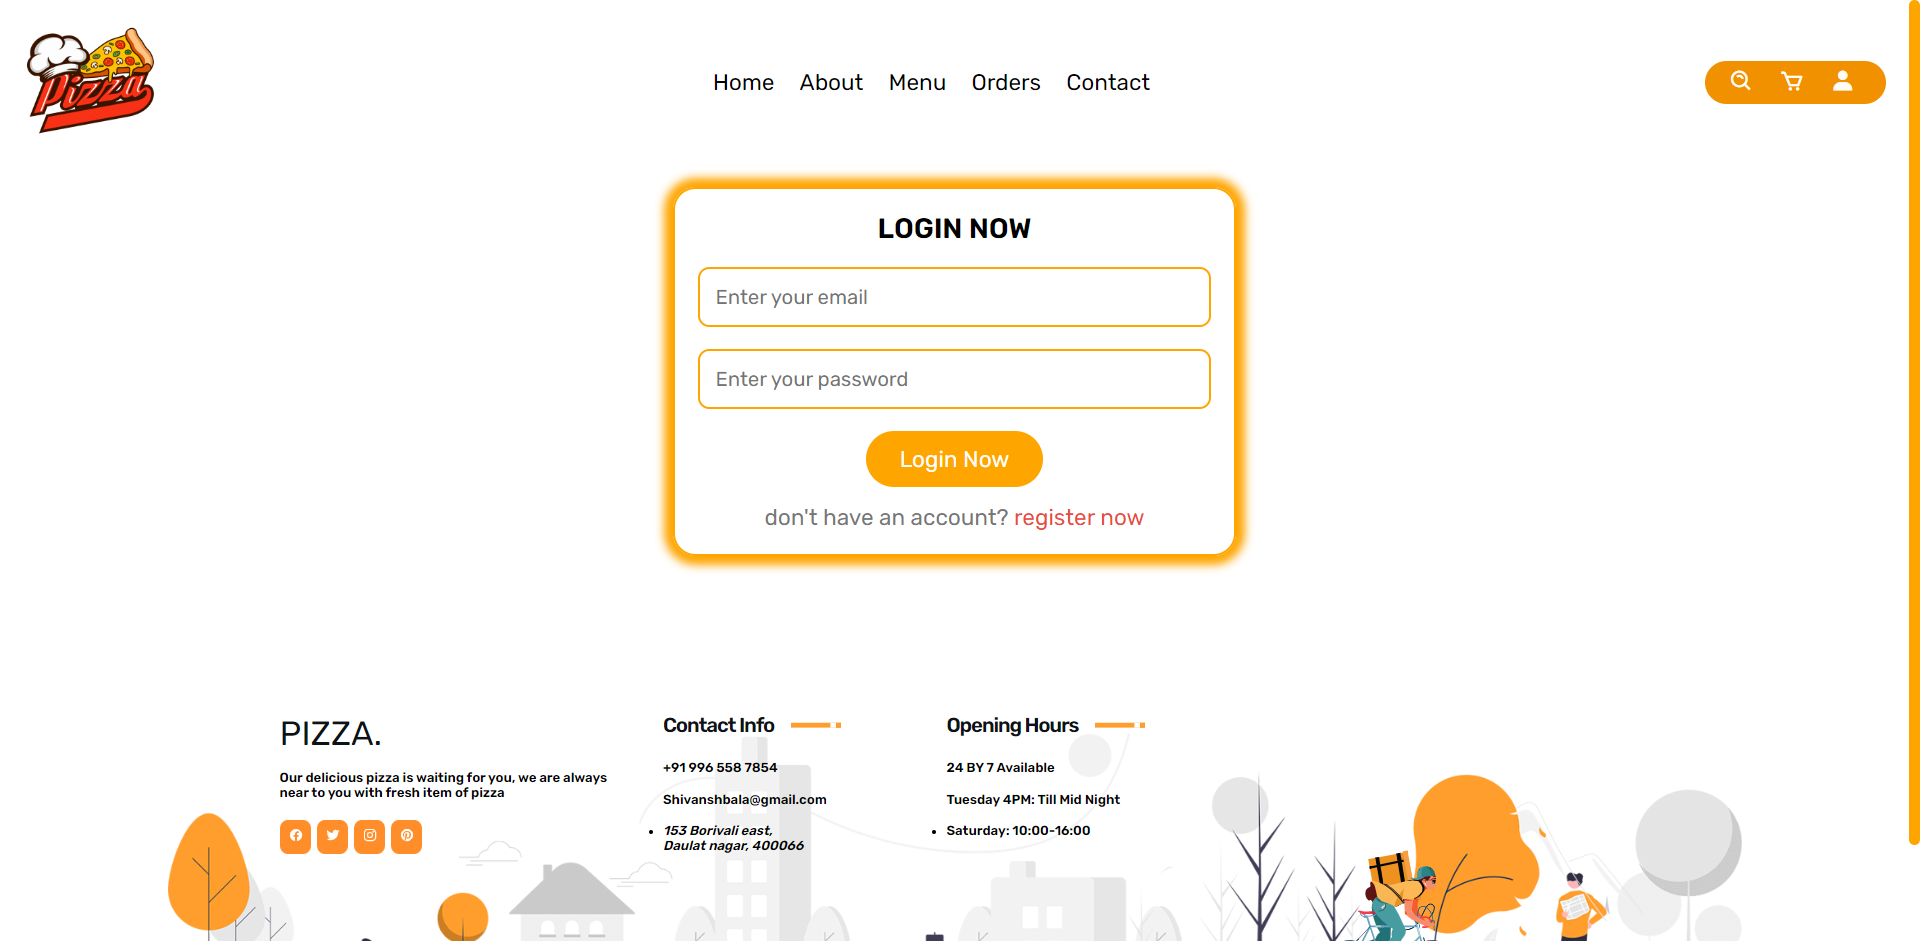 Pizza
Home About Menu Orders Contact
LOGIN NOW
Enter your email
Enter your password
Login Now
don't have an account? register now
PIZZA.
Our delicious pizza is waiting for you, we are always
near to you with fresh item of pizza
Contact Info
+91 996 558 7854
Shivanshbala@gmail.com
153 Borivali east,
Daulat nagar, 400066
Opening Hours
24 BY 7 Available
Tuesday 4PM: Till Mid Night
Saturday: 10:00-16:00